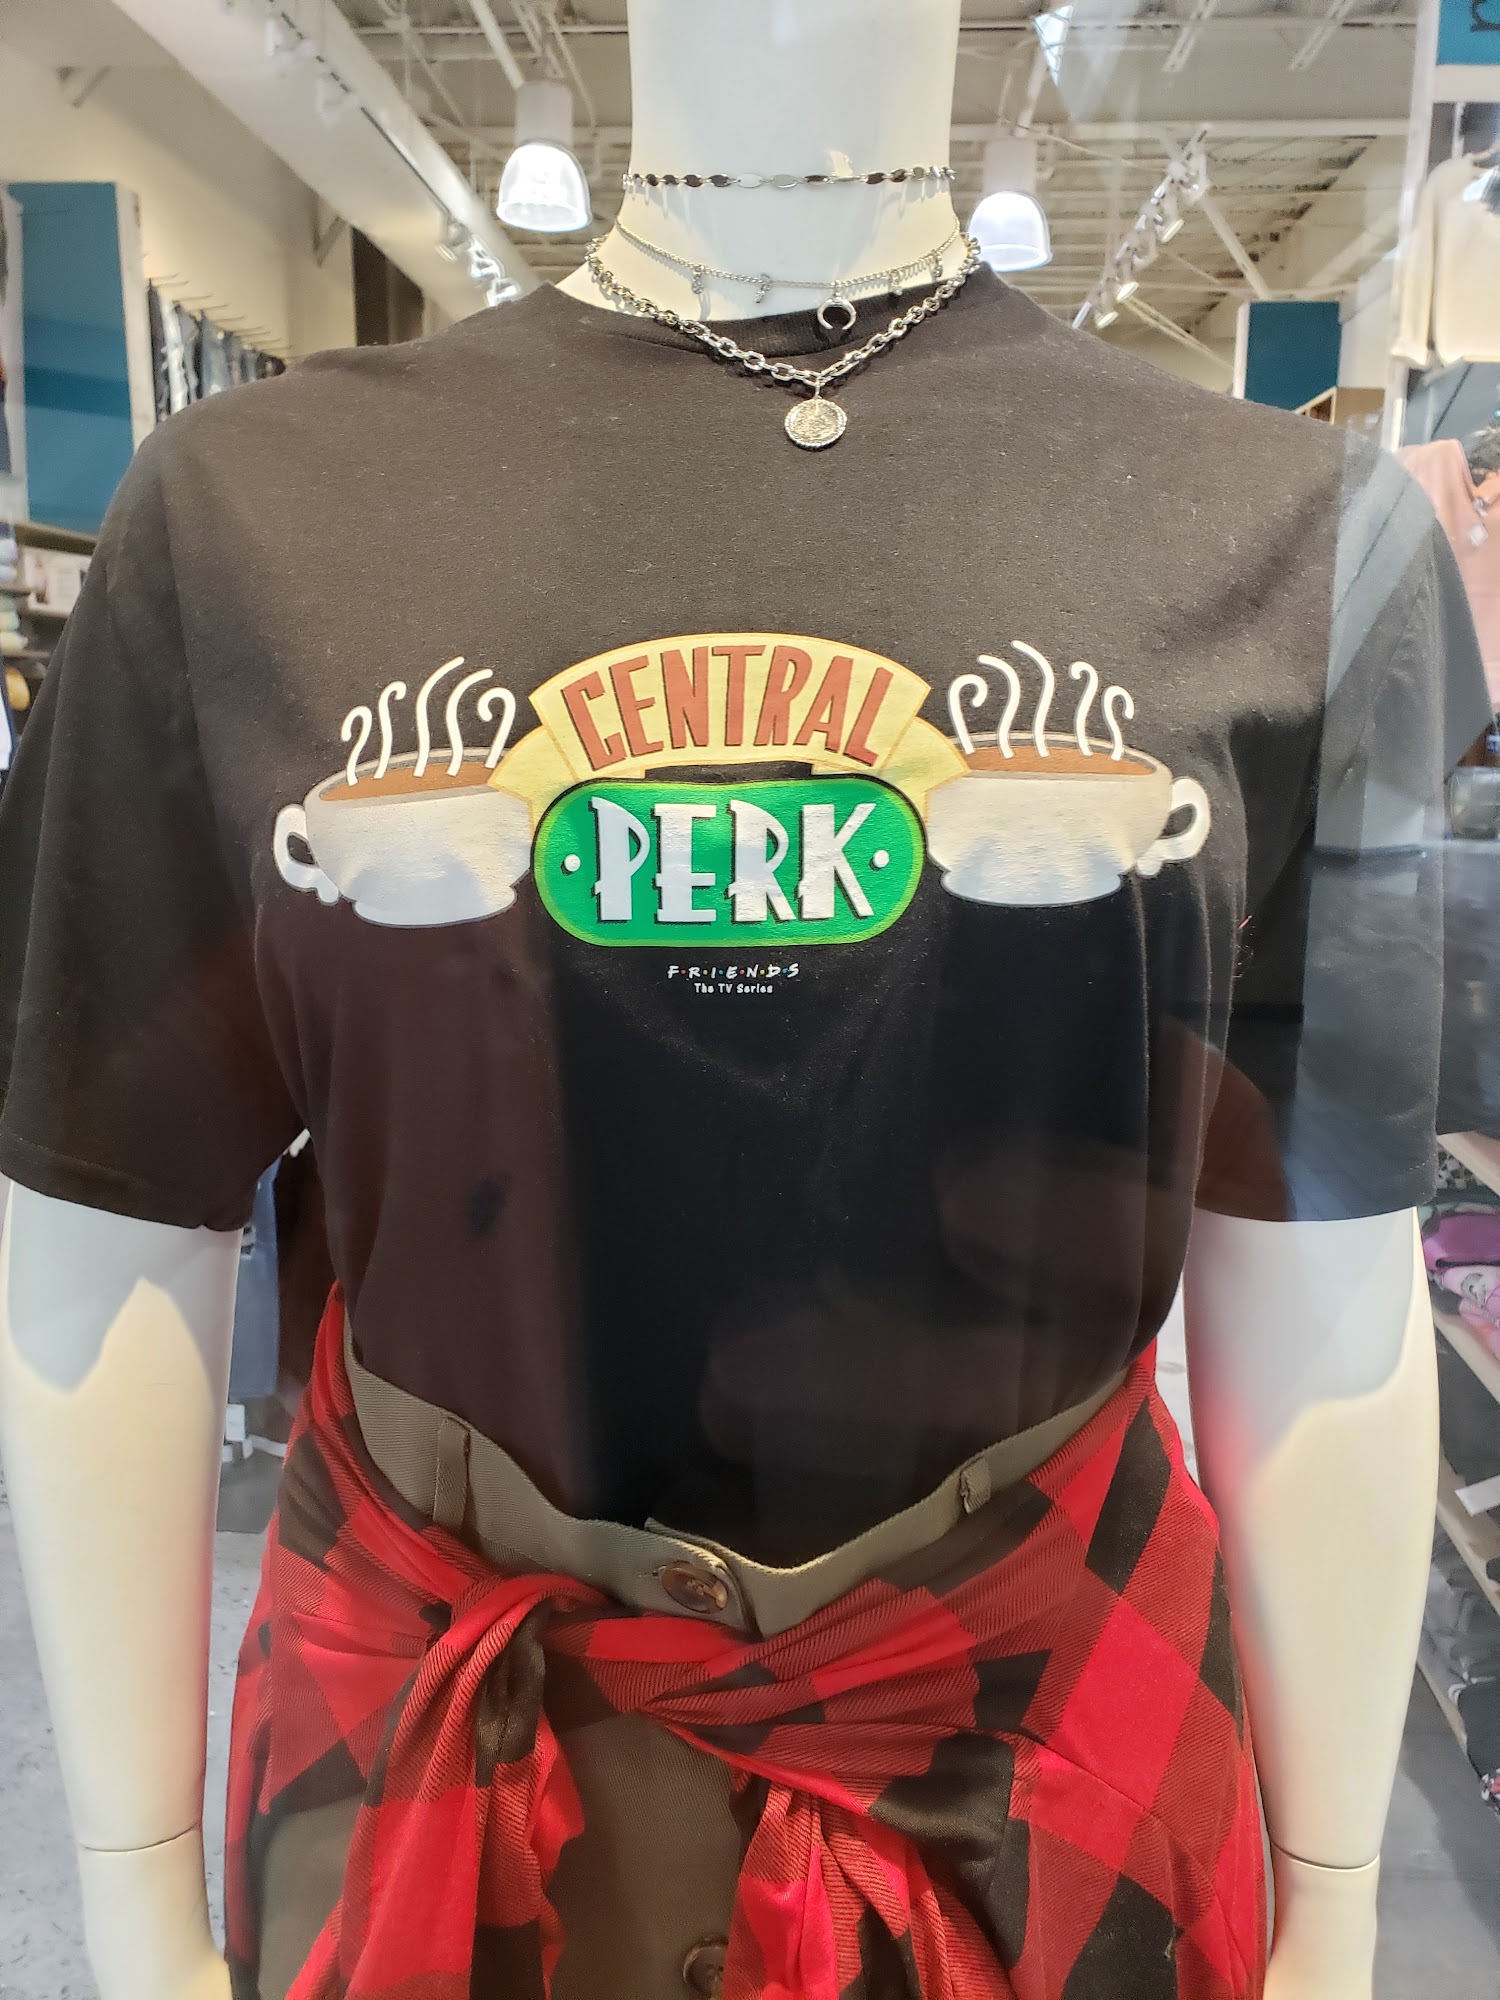 CENTRAL
·PERK·
F·R·I·E·N·D·S
The TV Series